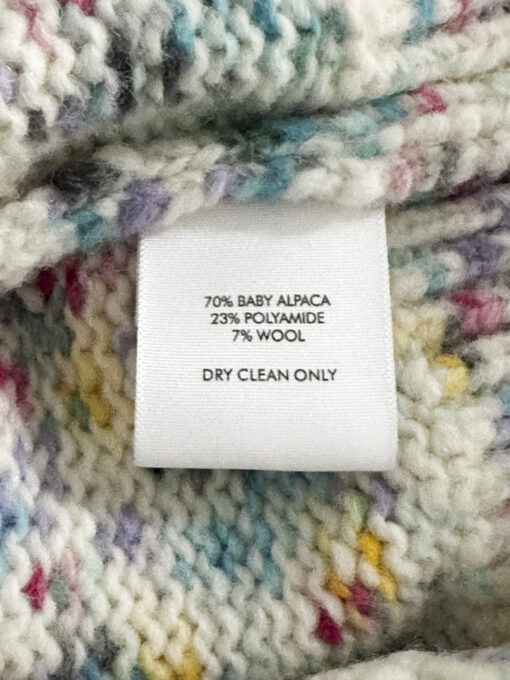 70% BABY ALPACA
23% POLYAMIDE
7% WOOL
DRY CLEAN ONLY